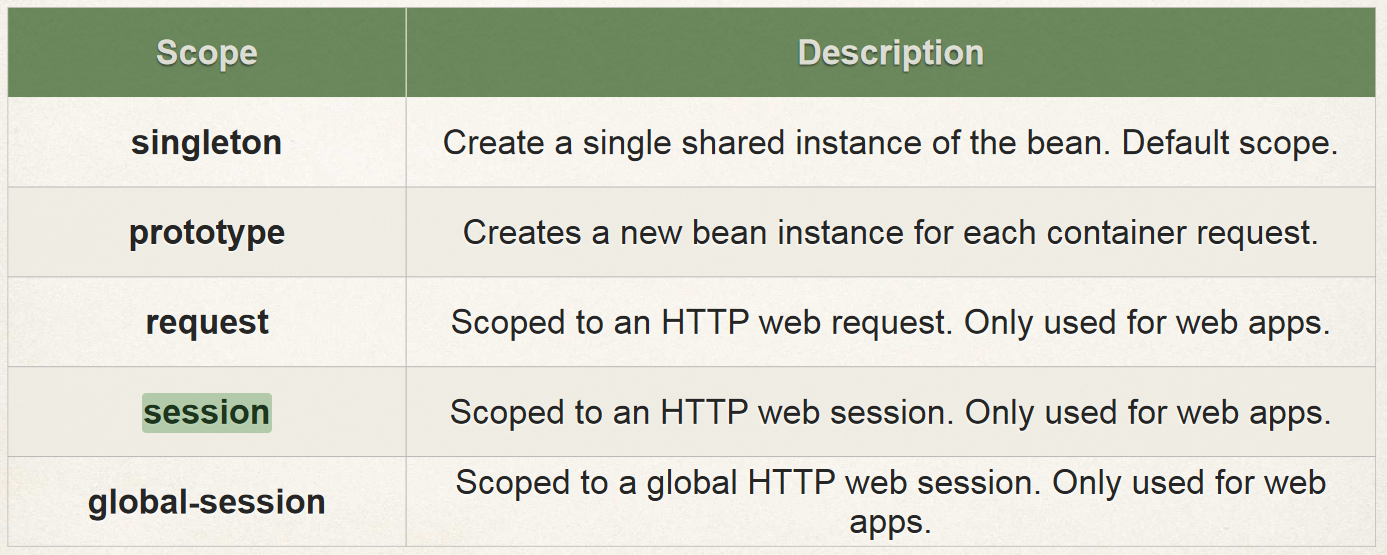 Scope Description
singleton Create a single shared instance of the bean. Default scope.
prototype Creates a new bean instance for each container request.
request Scoped to an HTTP web request. Only used for web apps.
session Scoped to an HTTP web session. Only used for web apps.
global-session Scoped to a global HTTP web session. Only used for web
apps.